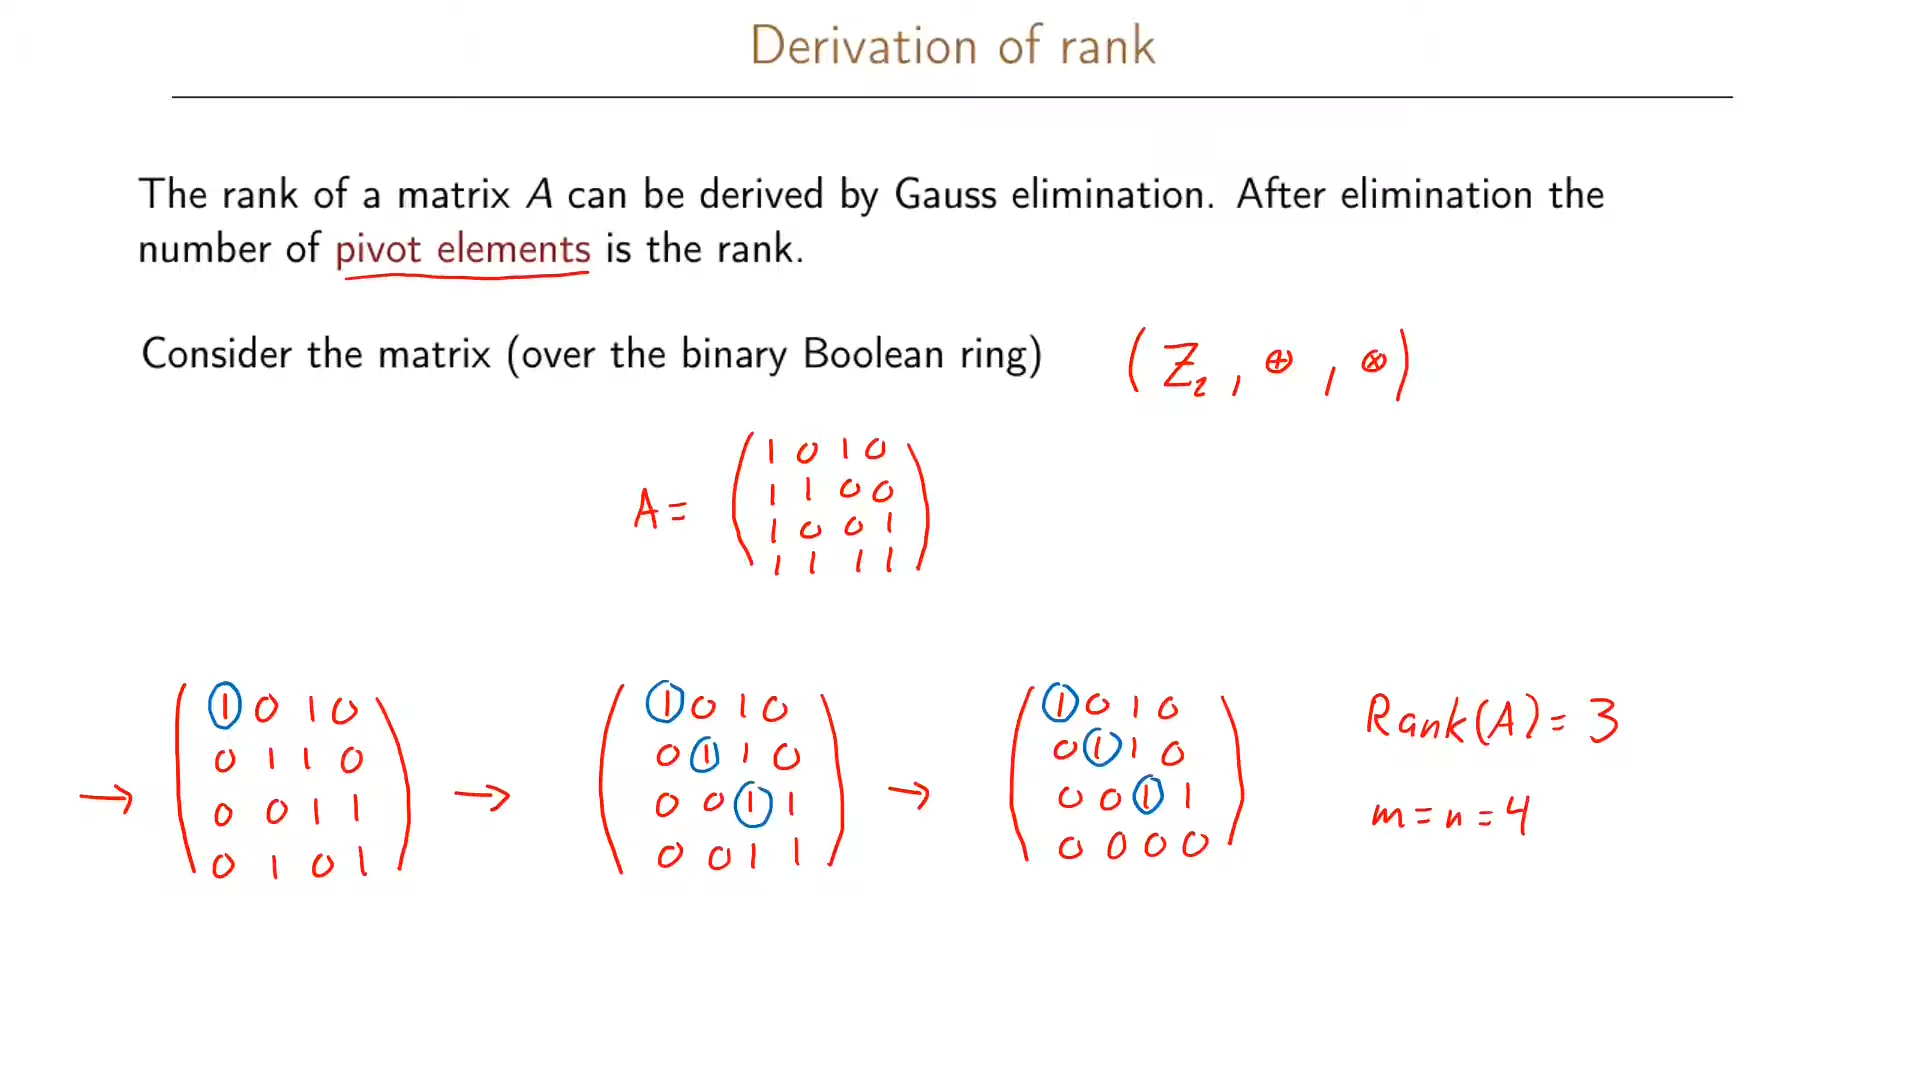 Derivation of rank
The rank of a matrix A can be derived by Gauss elimination. After elimination the
number of pivot elements is the rank.
Consider the matrix (over the binary Boolean ring) (Z₂, ⊕, ⊗)
A = ( 1 0 1 0
1 1 0 0
1 0 0 1
1 1 1 1 )
→ ( 1 0 1 0
0 1 1 0
0 0 1 1
0 1 0 1 )
→ ( 1 0 1 0
0 1 1 0
0 0 1 1
0 0 1 1 )
→ ( 1 0 1 0
0 1 1 0
0 0 1 1
0 0 0 0 )
Rank(A) = 3
m = n = 4